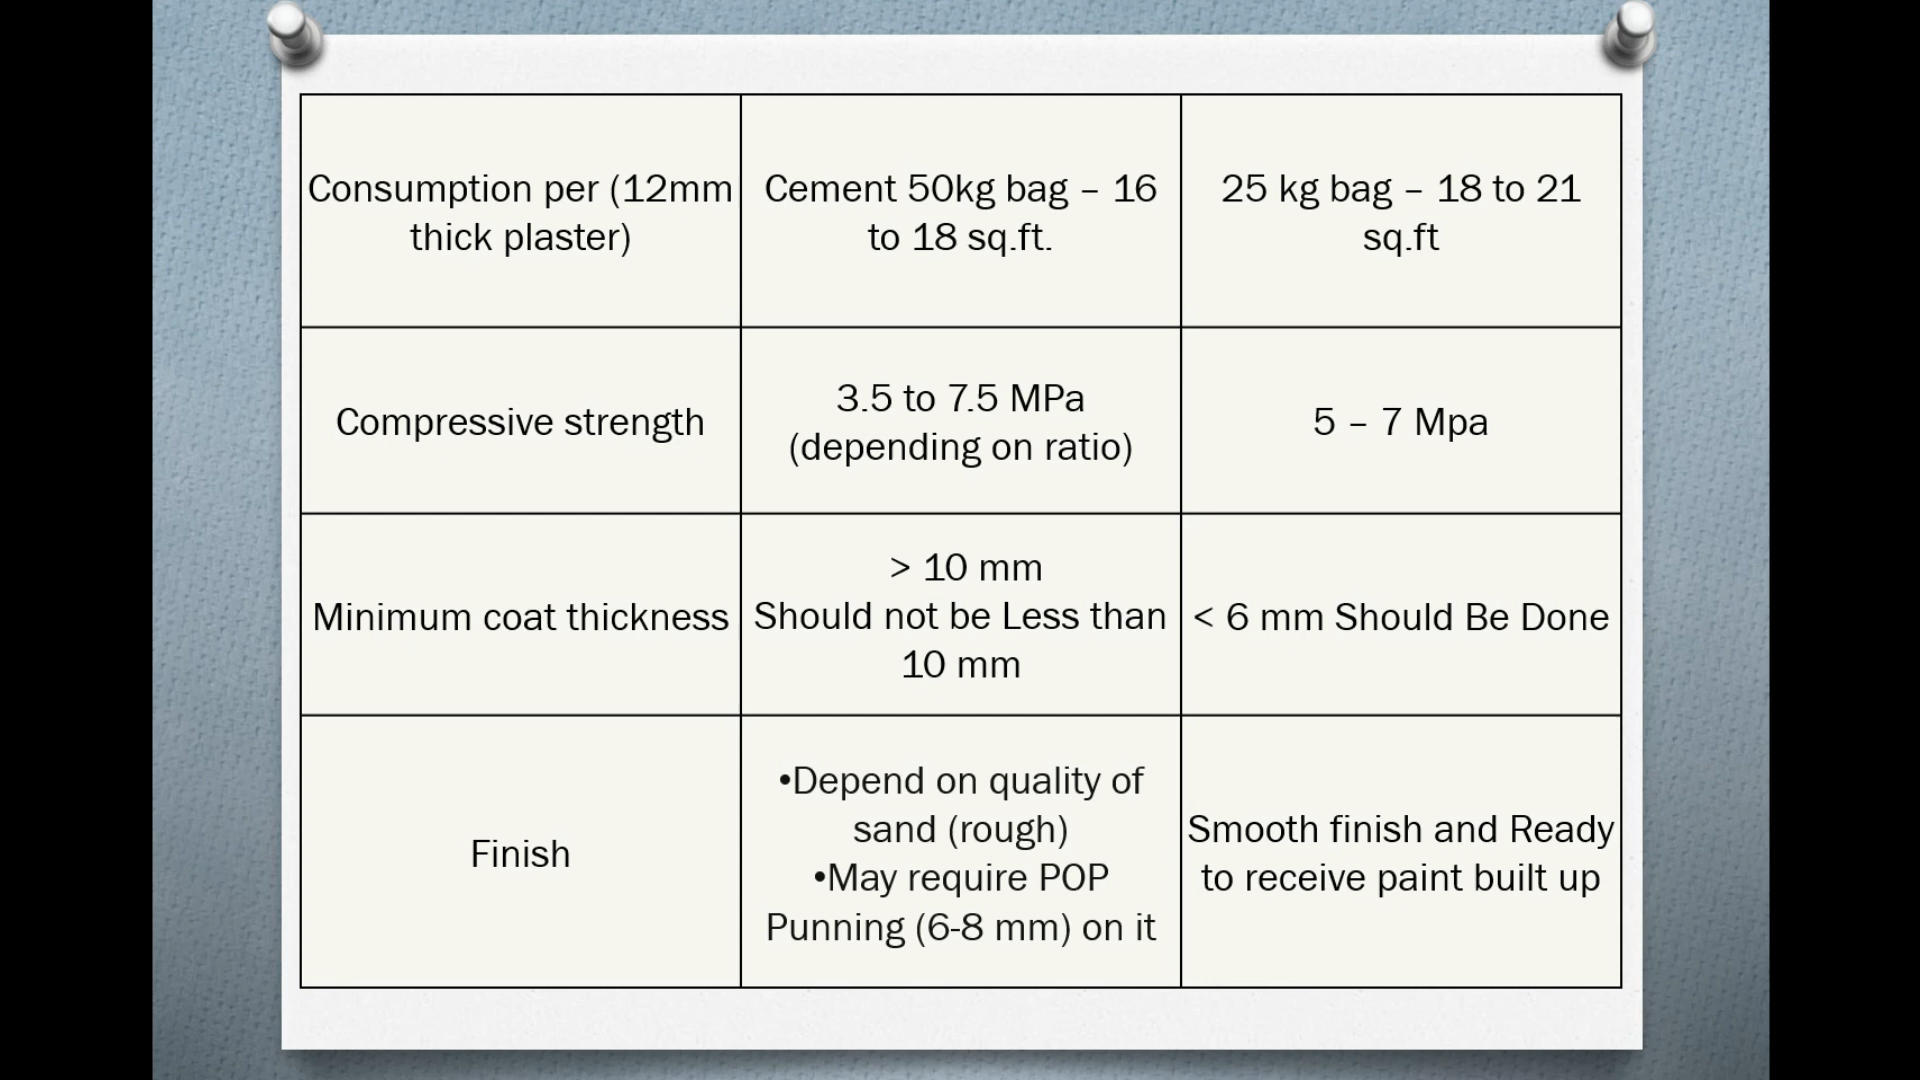 Consumption per (12mm
thick plaster)
Cement 50kg bag – 16
to 18 sq.ft.
25 kg bag – 18 to 21
sq.ft
Compressive strength
3.5 to 7.5 MPa
(depending on ratio)
5 – 7 Mpa
Minimum coat thickness
> 10 mm
Should not be Less than
10 mm
< 6 mm Should Be Done
Finish
•Depend on quality of
sand (rough)
•May require POP
Punning (6-8 mm) on it
Smooth finish and Ready
to receive paint built up